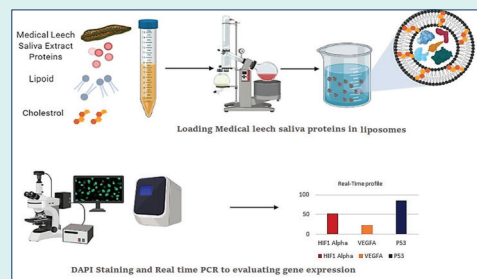 Medical Leech
Saliva Extract
Proteins
Lipoid
Cholestrol
Loading Medical leech saliva proteins in liposomes
Real-Time profile
100
50
0
HIF1 Alpha VEGFA P53
HIF1 Alpha VEGFA P53
DAPI Staining and Real time PCR to evaluating gene expression